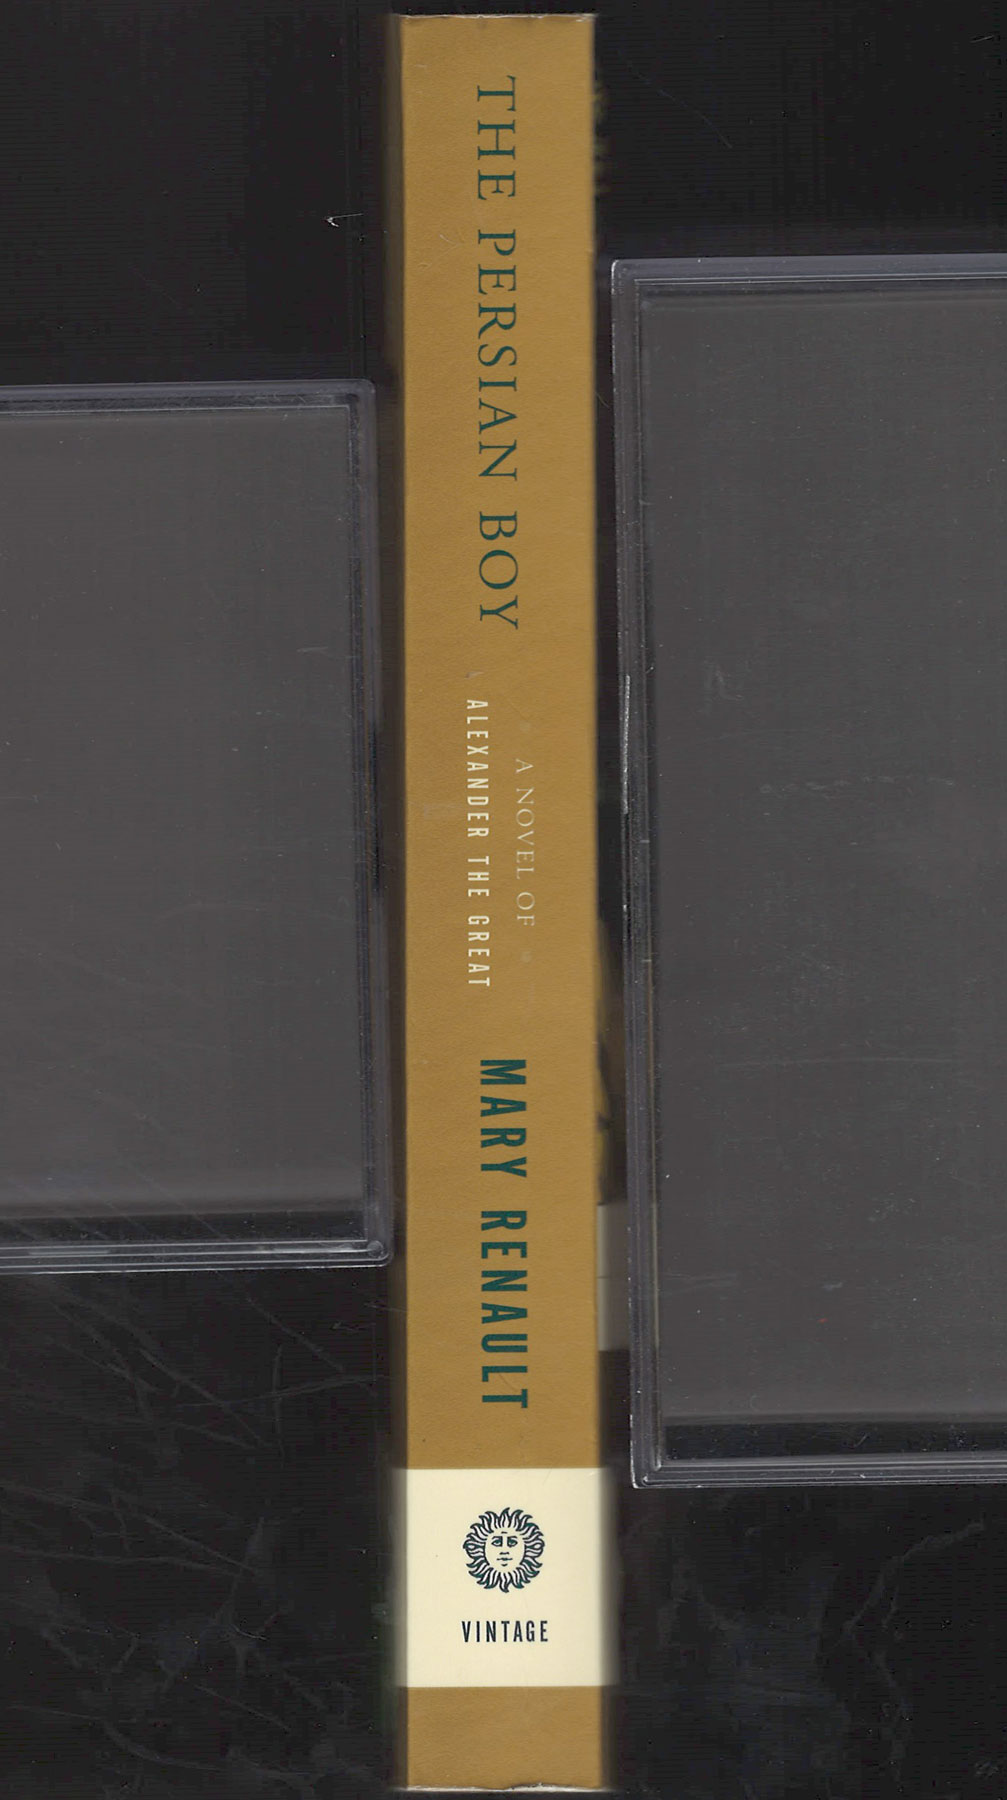 THE PERSIAN BOY
A NOVEL OF
ALEXANDER THE GREAT
MARY RENAULT
VINTAGE